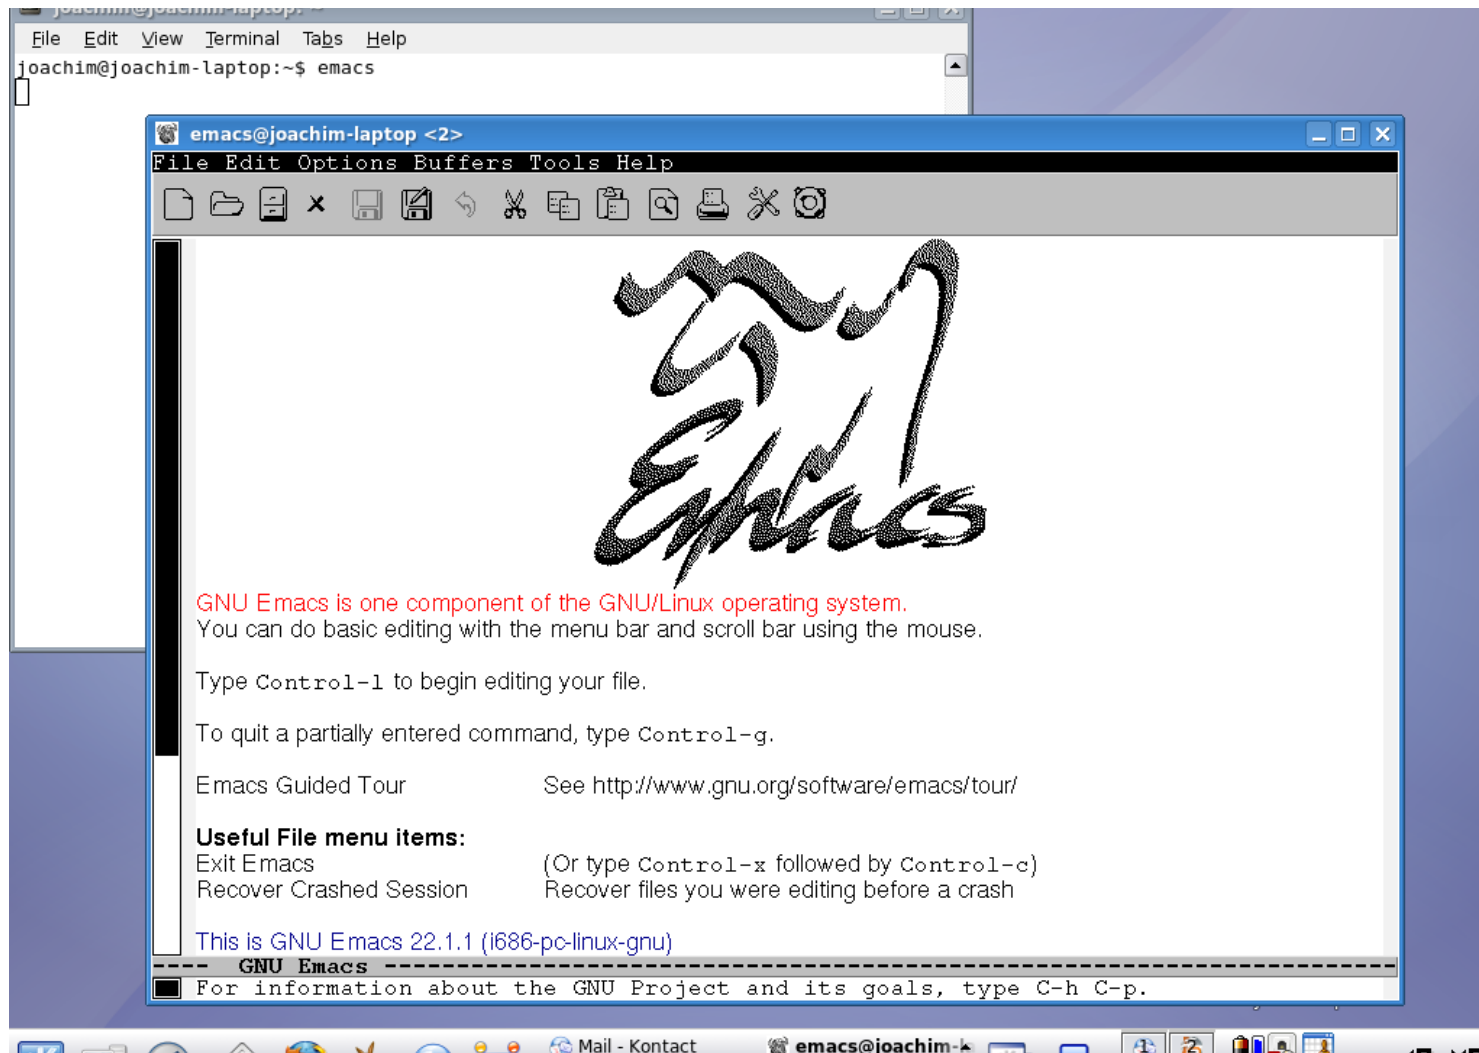 joachim@joachim-laptop: ~
File Edit View Terminal Tabs Help
joachim@joachim-laptop:~$ emacs
emacs@joachim-laptop <2>
File Edit Options Buffers Tools Help
Emacs
GNU Emacs is one component of the GNU/Linux operating system.
You can do basic editing with the menu bar and scroll bar using the mouse.
Type Control-l to begin editing your file.
To quit a partially entered command, type Control-g.
Emacs Guided Tour See http://www.gnu.org/software/emacs/tour/
Useful File menu items:
Exit Emacs (Or type Control-x followed by Control-c)
Recover Crashed Session Recover files you were editing before a crash
This is GNU Emacs 22.1.1 (i686-pc-linux-gnu)
---- GNU Emacs ----------------------------------------------------------------
For information about the GNU Project and its goals, type C-h C-p.
Mail - Kontact emacs@joachim-l 1 2